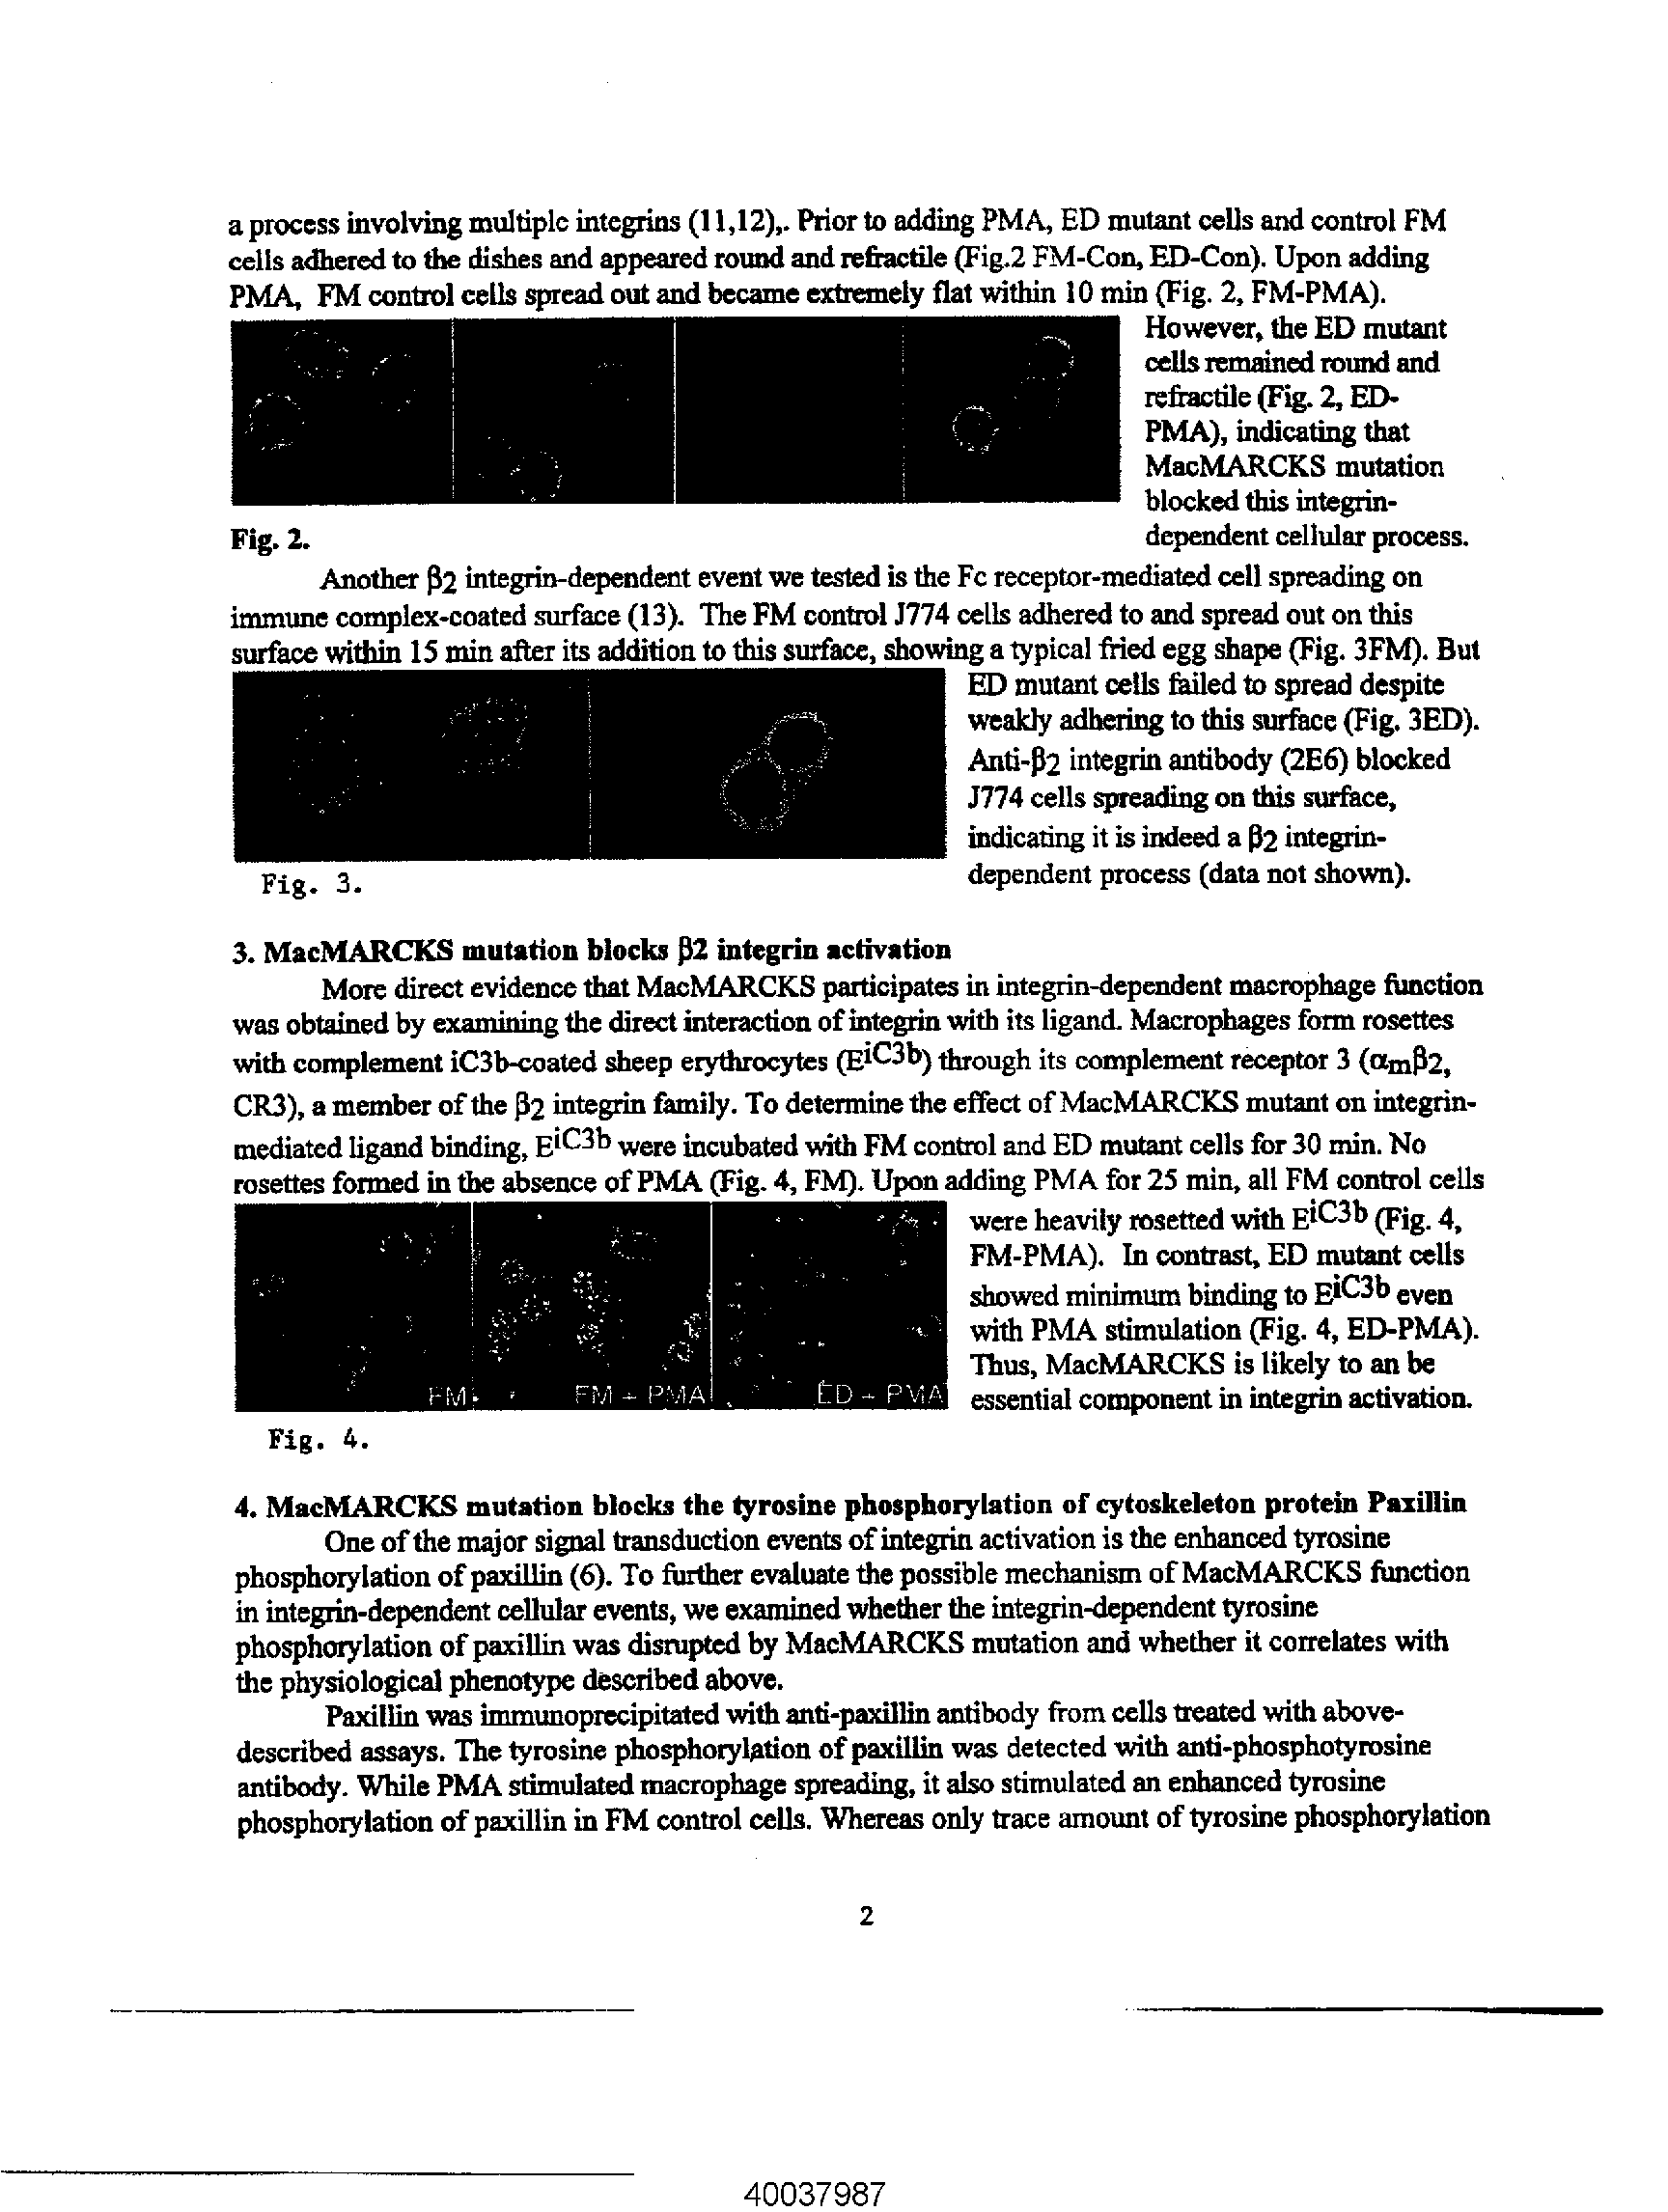 a process involving multiple integrins (11,12),. Prior to adding PMA, ED mutant cells and control FM
cells adhered to the dishes and appeared round and refractile (Fig.2 FM-Con, ED-Con). Upon adding
PMA, FM control cells spread out and became extremely flat within 10 min (Fig. 2, FM-PMA).
However, the ED mutant
cells remained round and
refractile (Fig. 2, ED-
PMA), indicating that
MacMARCKS mutation
blocked this integrin-
dependent cellular process.
Fig. 2.
Another β2 integrin-dependent event we tested is the Fc receptor-mediated cell spreading on
immune complex-coated surface (13). The FM control J774 cells adhered to and spread out on this
surface within 15 min after its addition to this surface, showing a typical fried egg shape (Fig. 3FM). But
ED mutant cells failed to spread despite
weakly adhering to this surface (Fig. 3ED).
Anti-β2 integrin antibody (2E6) blocked
J774 cells spreading on this surface,
indicating it is indeed a β2 integrin-
dependent process (data not shown).
Fig. 3.
3. MacMARCKS mutation blocks β2 integrin activation
More direct evidence that MacMARCKS participates in integrin-dependent macrophage function
was obtained by examining the direct interaction of integrin with its ligand. Macrophages form rosettes
with complement iC3b-coated sheep erythrocytes (EiC3b) through its complement receptor 3 (αmβ2,
CR3), a member of the β2 integrin family. To determine the effect of MacMARCKS mutant on integrin-
mediated ligand binding, EiC3b were incubated with FM control and ED mutant cells for 30 min. No
rosettes formed in the absence of PMA (Fig. 4, FM). Upon adding PMA for 25 min, all FM control cells
were heavily rosetted with EiC3b (Fig. 4,
FM-PMA). In contrast, ED mutant cells
showed minimum binding to EiC3b even
with PMA stimulation (Fig. 4, ED-PMA).
Thus, MacMARCKS is likely to an be
essential component in integrin activation.
FM
FM + PMA
ED + PMA
Fig. 4.
4. MacMARCKS mutation blocks the tyrosine phosphorylation of cytoskeleton protein Paxillin
One of the major signal transduction events of integrin activation is the enhanced tyrosine
phosphorylation of paxillin (6). To further evaluate the possible mechanism of MacMARCKS function
in integrin-dependent cellular events, we examined whether the integrin-dependent tyrosine
phosphorylation of paxillin was disrupted by MacMARCKS mutation and whether it correlates with
the physiological phenotype described above.
Paxillin was immunoprecipitated with anti-paxillin antibody from cells treated with above-
described assays. The tyrosine phosphorylation of paxillin was detected with anti-phosphotyrosine
antibody. While PMA stimulated macrophage spreading, it also stimulated an enhanced tyrosine
phosphorylation of paxillin in FM control cells. Whereas only trace amount of tyrosine phosphorylation
2
40037987